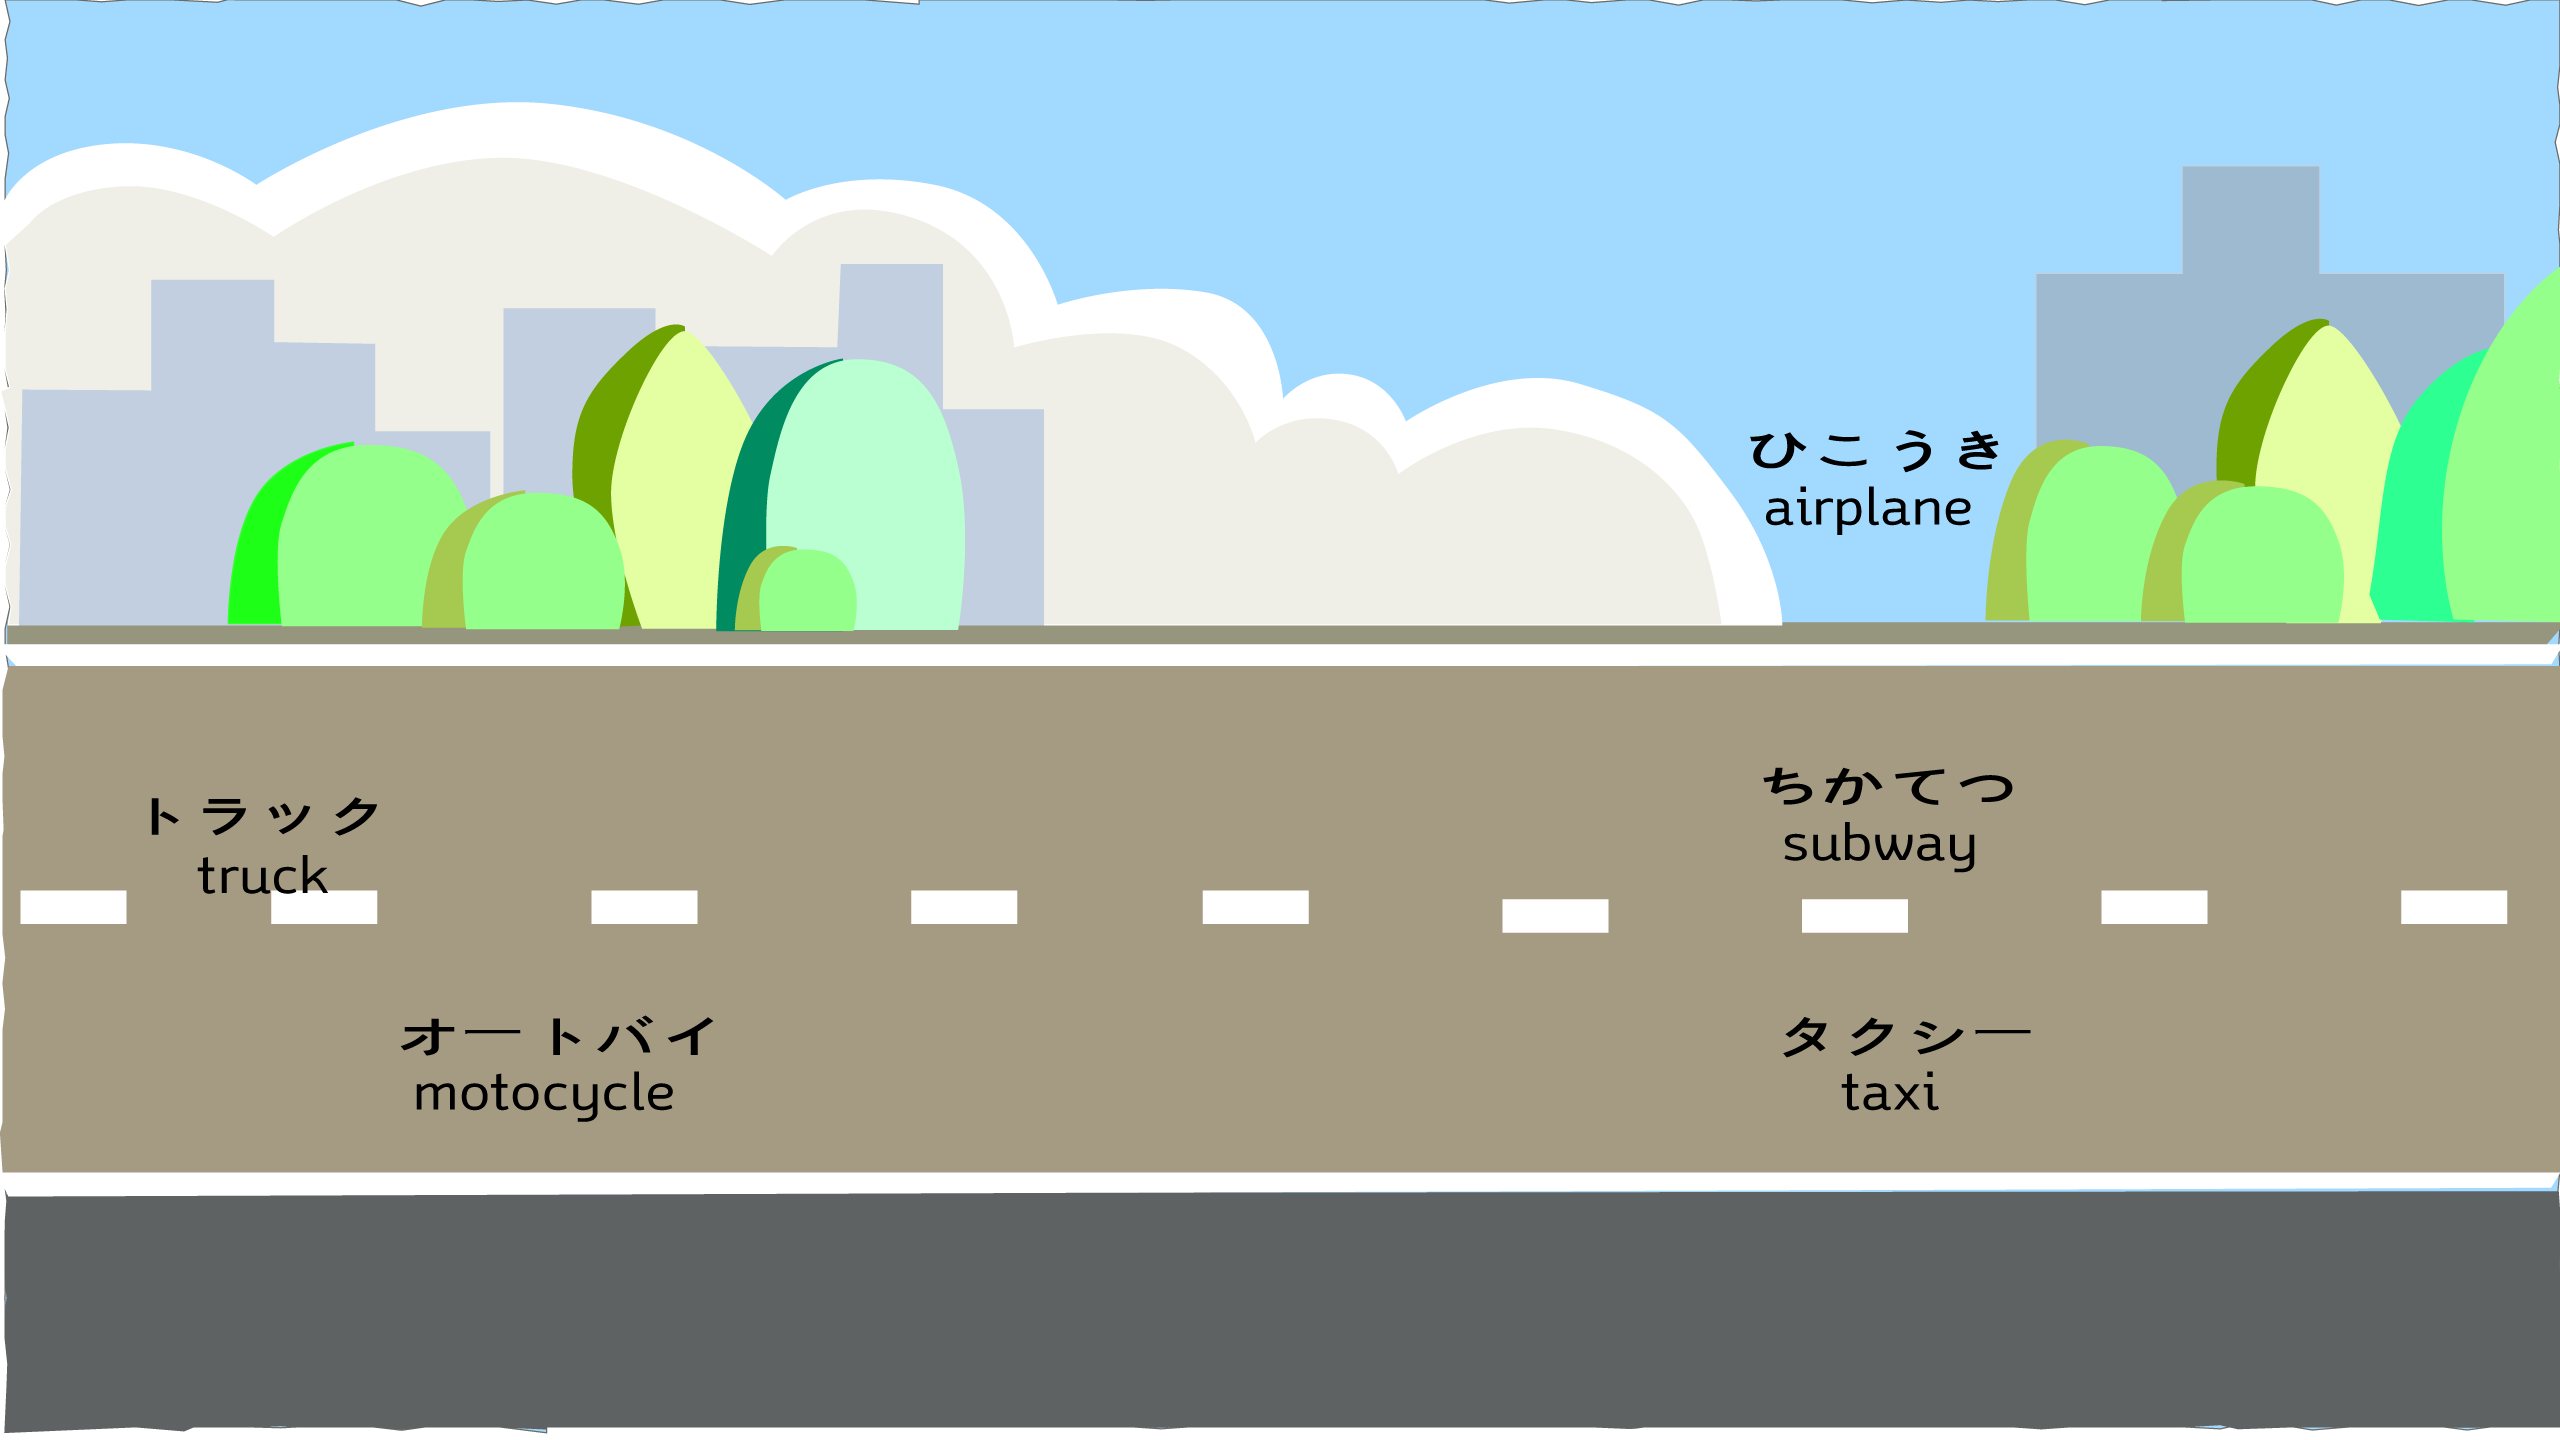 ひこうき
airplane
トラック
truck
ちかてつ
subway
オートバイ
motocycle
タクシー
taxi